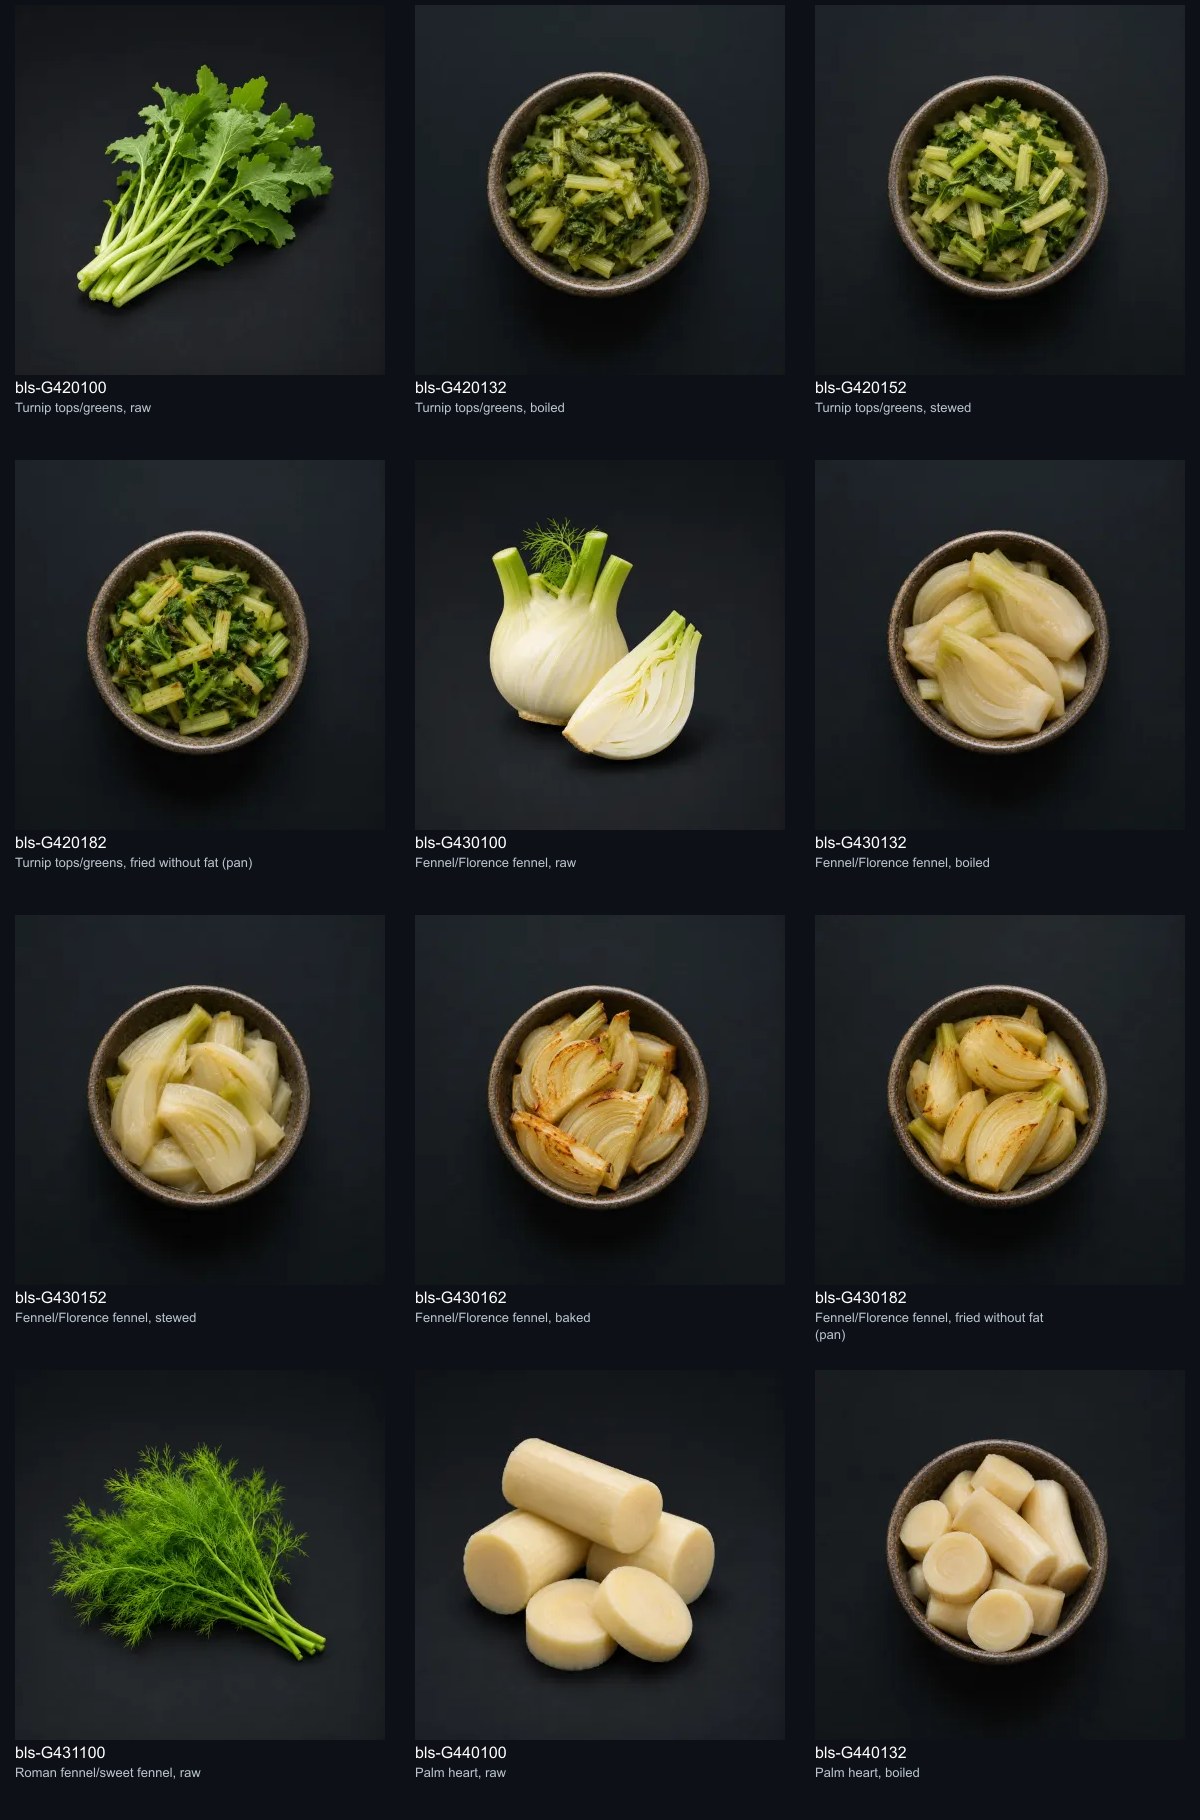 bls-G420100
Turnip tops/greens, raw
bls-G420132
Turnip tops/greens, boiled
bls-G420152
Turnip tops/greens, stewed
bls-G420182
Turnip tops/greens, fried without fat (pan)
bls-G430100
Fennel/Florence fennel, raw
bls-G430132
Fennel/Florence fennel, boiled
bls-G430152
Fennel/Florence fennel, stewed
bls-G430162
Fennel/Florence fennel, baked
bls-G430182
Fennel/Florence fennel, fried without fat
(pan)
bls-G431100
Roman fennel/sweet fennel, raw
bls-G440100
Palm heart, raw
bls-G440132
Palm heart, boiled